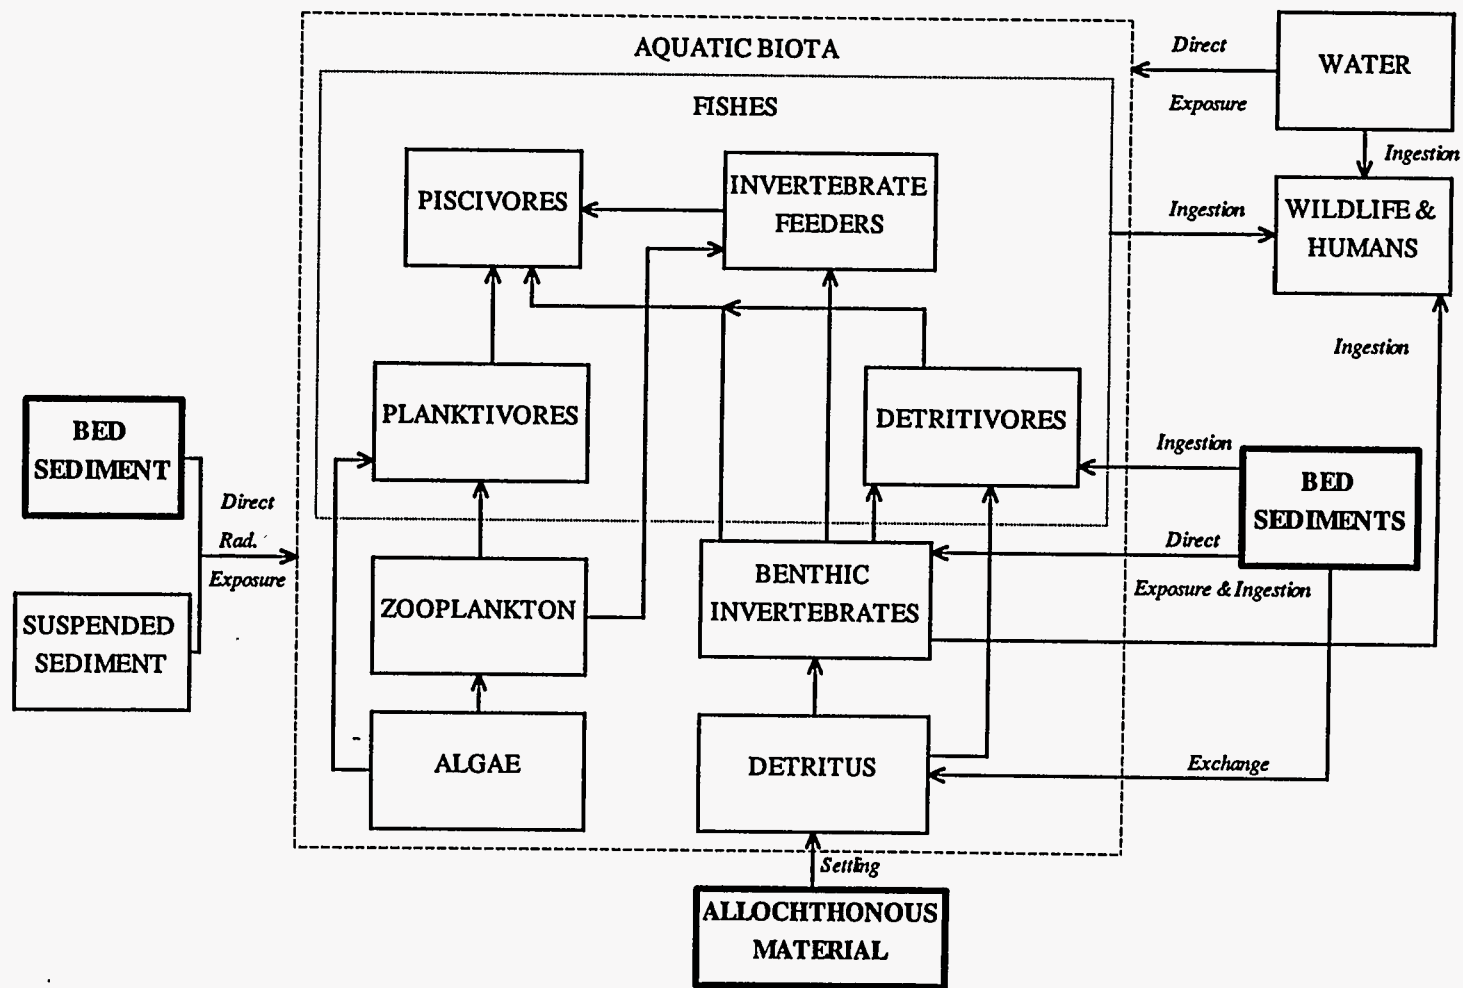 AQUATIC BIOTA
FISHES
Direct
Exposure
WATER
Ingestion
PISCIVORES
INVERTEBRATE
FEEDERS
Ingestion
WILDLIFE &
HUMANS
Ingestion
PLANKTIVORES
DETRITIVORES
BED
SEDIMENT
Direct
Rad.
Exposure
SUSPENDED
SEDIMENT
Ingestion
BED
SEDIMENTS
Direct
Exposure & Ingestion
ZOOPLANKTON
BENTHIC
INVERTEBRATES
ALGAE
DETRITUS
Exchange
Settling
ALLOCHTHONOUS
MATERIAL